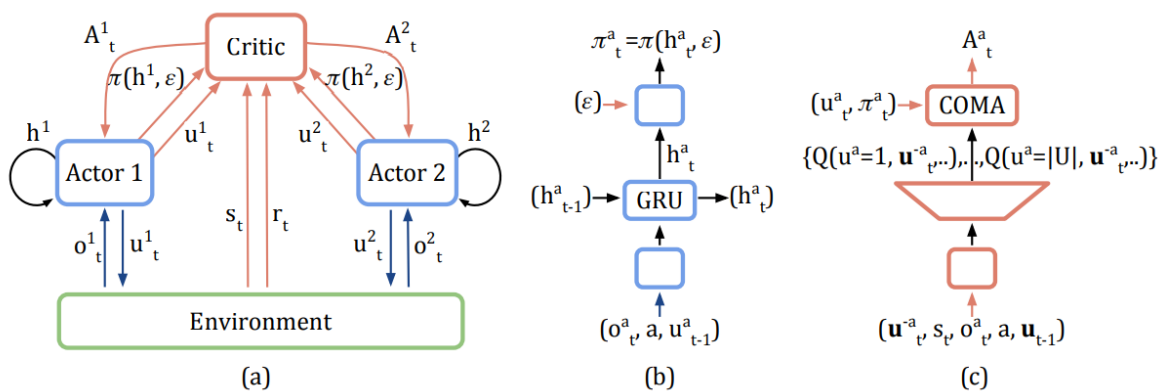 A¹ₜ
Critic
A²ₜ
π(h¹, ε)
π(h², ε)
h¹
u¹ₜ
u²ₜ
h²
Actor 1
Actor 2
sₜ
rₜ
o¹ₜ
u¹ₜ
u²ₜ
o²ₜ
Environment
(a)
πᵃₜ=π(hᵃₜ, ε)
(ε)
hᵃₜ
(hᵃₜ₋₁)
GRU
(hᵃₜ)
(oᵃₜ, a, uᵃₜ₋₁)
(b)
Aᵃₜ
(uᵃₜ, πᵃₜ)
COMA
{Q(uᵃ=1, u⁻ᵃₜ,..),...,Q(uᵃ=|U|, u⁻ᵃₜ,..)}
(u⁻ᵃₜ, sₜ, oᵃₜ, a, uₜ₋₁)
(c)